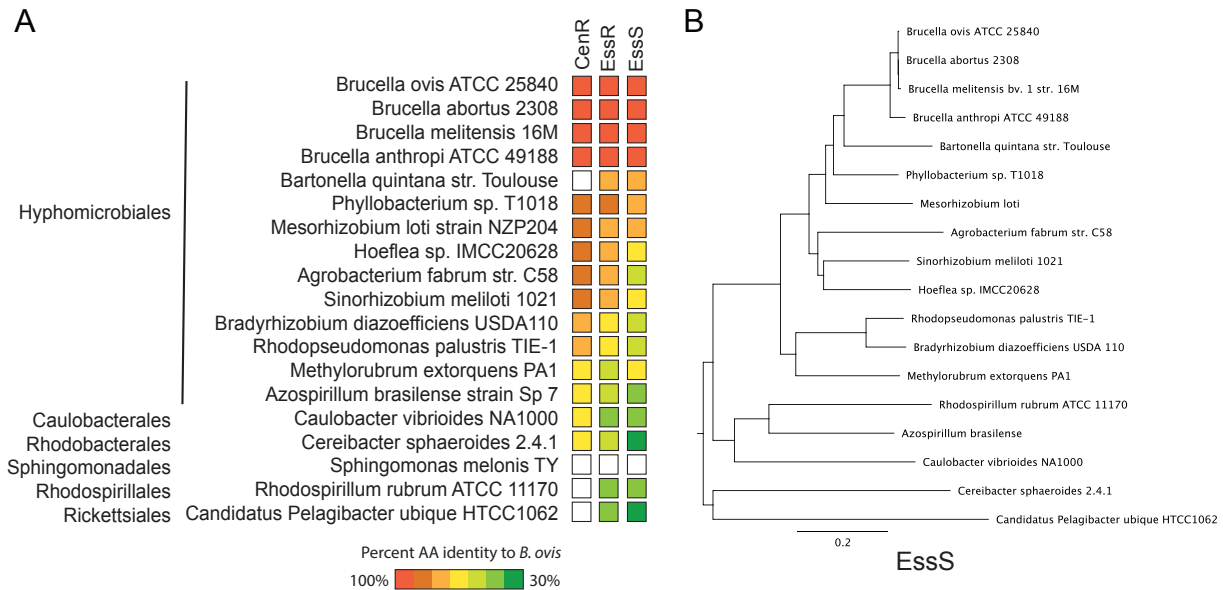 A
CenR
EssR
EssS
Brucella ovis ATCC 25840
Brucella abortus 2308
Brucella melitensis 16M
Brucella anthropi ATCC 49188
Bartonella quintana str. Toulouse
Phyllobacterium sp. T1018
Hyphomicrobiales
Mesorhizobium loti strain NZP204
Hoeflea sp. IMCC20628
Agrobacterium fabrum str. C58
Sinorhizobium meliloti 1021
Bradyrhizobium diazoefficiens USDA110
Rhodopseudomonas palustris TIE-1
Methylorubrum extorquens PA1
Azospirillum brasilense strain Sp 7
Caulobacterales Caulobacter vibrioides NA1000
Rhodobacterales Cereibacter sphaeroides 2.4.1
Sphingomonadales Sphingomonas melonis TY
Rhodospirillales Rhodospirillum rubrum ATCC 11170
Rickettsiales Candidatus Pelagibacter ubique HTCC1062
Percent AA identity to B. ovis
100% 30%
B
Brucella ovis ATCC 25840
Brucella abortus 2308
Brucella melitensis bv. 1 str. 16M
Brucella anthropi ATCC 49188
Bartonella quintana str. Toulouse
Phyllobacterium sp. T1018
Mesorhizobium loti
Agrobacterium fabrum str. C58
Sinorhizobium meliloti 1021
Hoeflea sp. IMCC20628
Rhodopseudomonas palustris TIE-1
Bradyrhizobium diazoefficiens USDA 110
Methylorubrum extorquens PA1
Rhodospirillum rubrum ATCC 11170
Azospirillum brasilense
Caulobacter vibrioides NA1000
Cereibacter sphaeroides 2.4.1
Candidatus Pelagibacter ubique HTCC1062
0.2
EssS